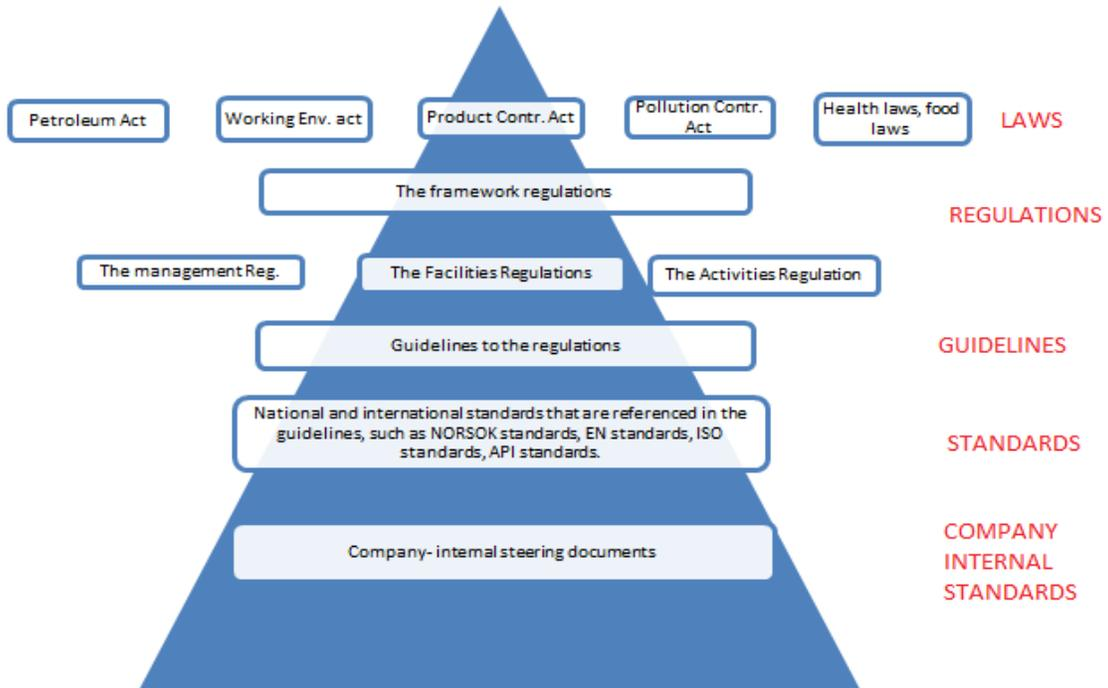 Petroleum Act
Working Env. act
Product Contr. Act
Pollution Contr.
Act
Health laws, food
laws
LAWS
The framework regulations
REGULATIONS
The management Reg.
The Facilities Regulations
The Activities Regulation
Guidelines to the regulations
GUIDELINES
National and international standards that are referenced in the
guidelines, such as NORSOK standards, EN standards, ISO
standards, API standards.
STANDARDS
Company- internal steering documents
COMPANY
INTERNAL
STANDARDS